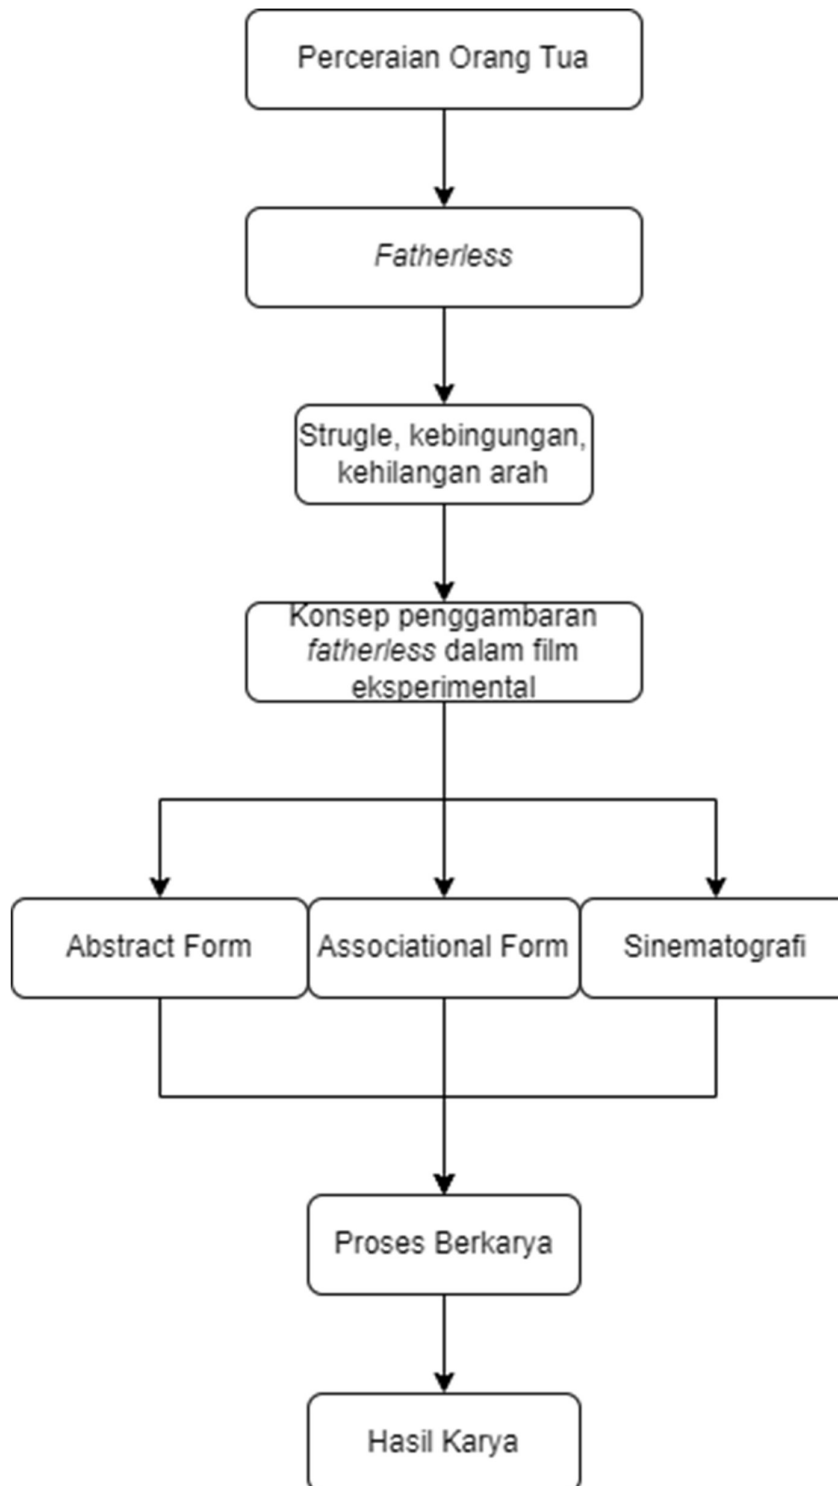 Perceraian Orang Tua
Fatherless
Strugle, kebingungan,
kehilangan arah
Konsep penggambaran
fatherless dalam film
eksperimental
Abstract Form
Associational Form
Sinematografi
Proses Berkarya
Hasil Karya